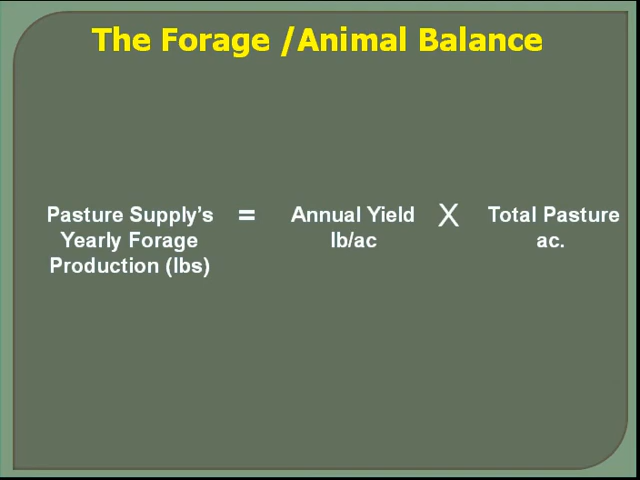 The Forage /Animal Balance
Pasture Supply’s = Annual Yield X Total Pasture
Yearly Forage lb/ac ac.
Production (lbs)